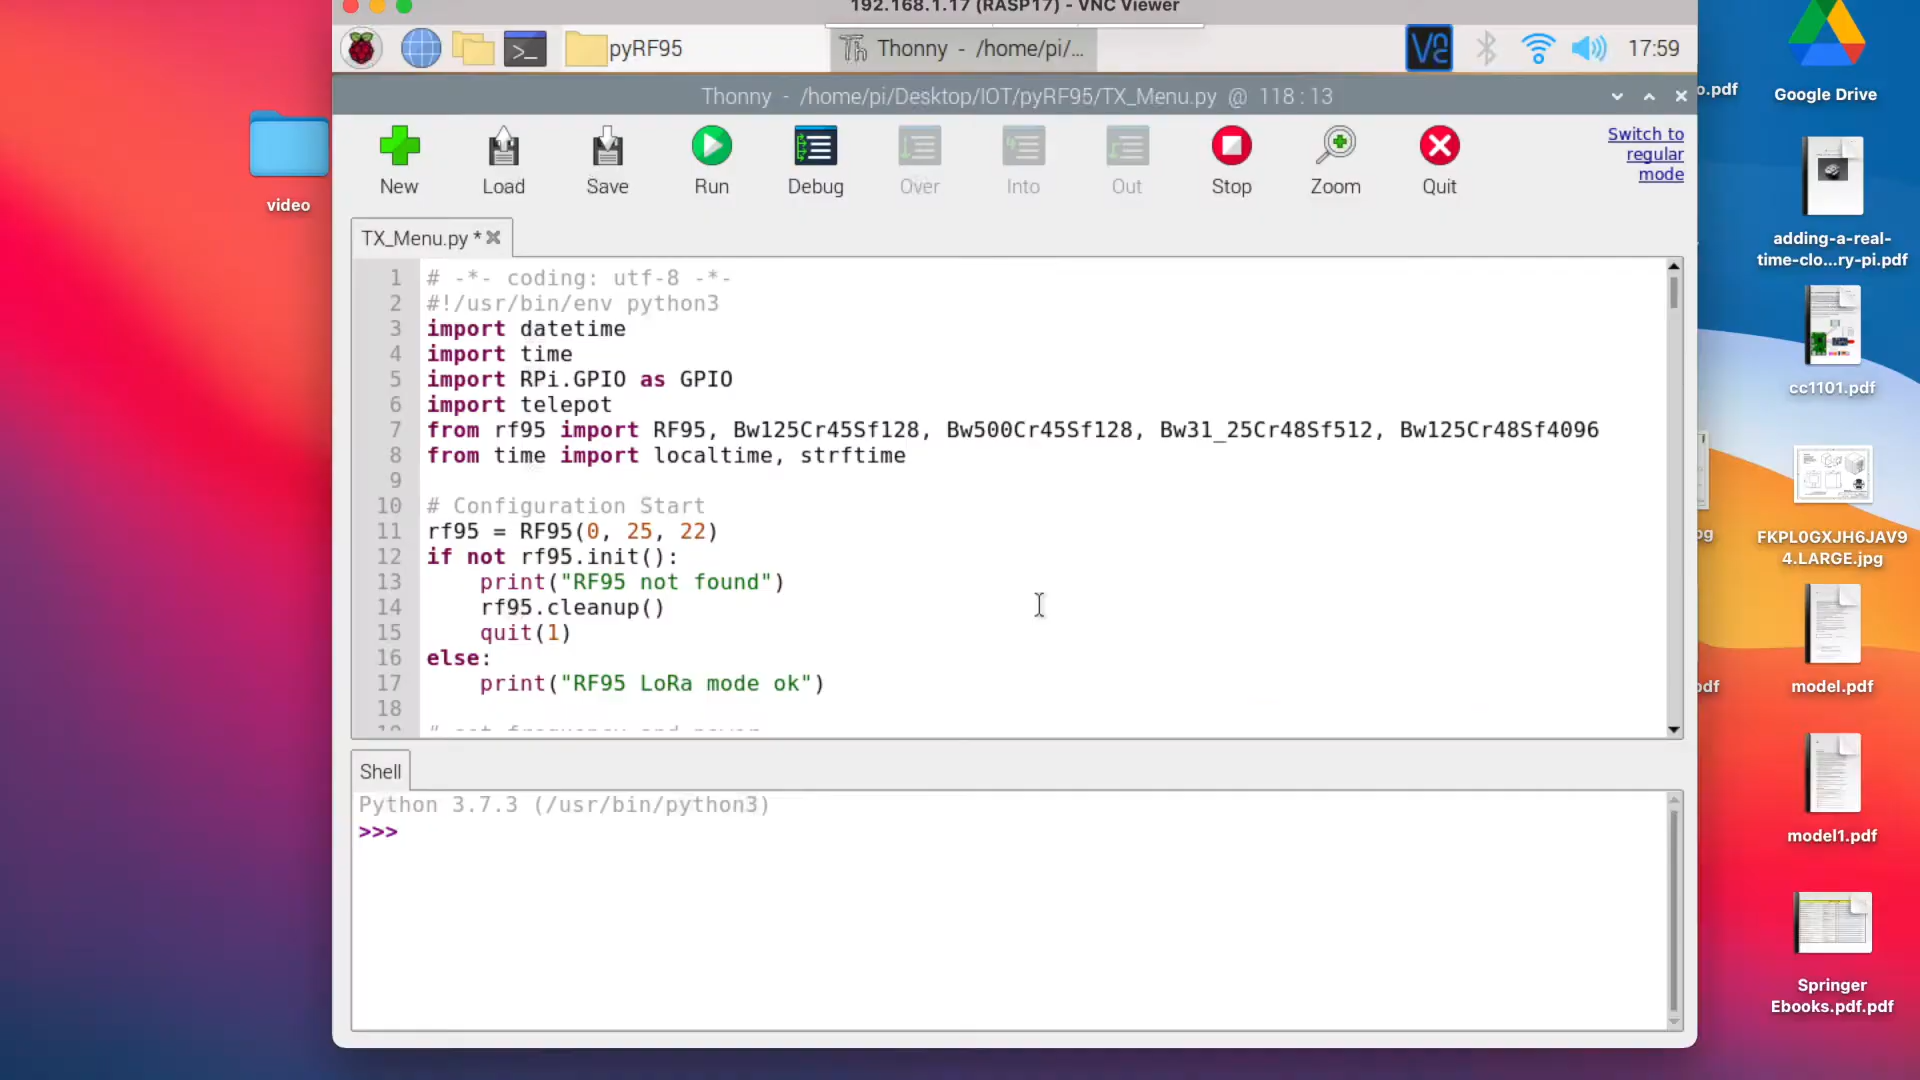 192.168.1.17 (RASP17) - VNC Viewer
pyRF95
Thonny - /home/pi/...
17:59
Thonny - /home/pi/Desktop/IOT/pyRF95/TX_Menu.py @ 118:13
New
Load
Save
Run
Debug
Over
Into
Out
Stop
Zoom
Quit
Switch to
regular
mode
TX_Menu.py *
1 # -*- coding: utf-8 -*-
2 #!/usr/bin/env python3
3 import datetime
4 import time
5 import RPi.GPIO as GPIO
6 import telepot
7 from rf95 import RF95, Bw125Cr45Sf128, Bw500Cr45Sf128, Bw31_25Cr48Sf512, Bw125Cr48Sf4096
8 from time import localtime, strftime
9
10 # Configuration Start
11 rf95 = RF95(0, 25, 22)
12 if not rf95.init():
13 print("RF95 not found")
14 rf95.cleanup()
15 quit(1)
16 else:
17 print("RF95 LoRa mode ok")
18
Shell
Python 3.7.3 (/usr/bin/python3)
>>>
video
o.pdf
Google Drive
adding-a-real-
time-clo...ry-pi.pdf
cc1101.pdf
FKPL0GXJH6JAV9
4.LARGE.jpg
model.pdf
model1.pdf
Springer
Ebooks.pdf.pdf